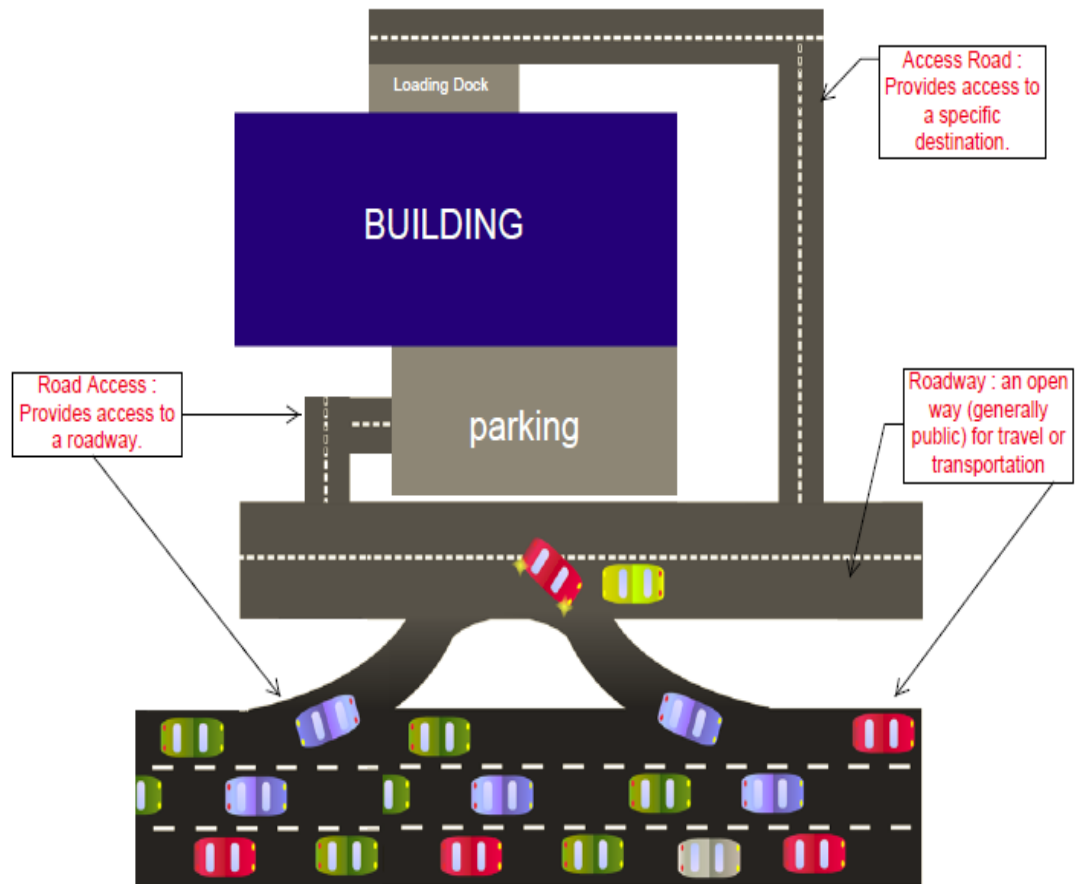 Access Road :
Provides access to
a specific
destination.
Loading Dock
BUILDING
Road Access :
Provides access to
a roadway.
parking
Roadway : an open
way (generally
public) for travel or
transportation